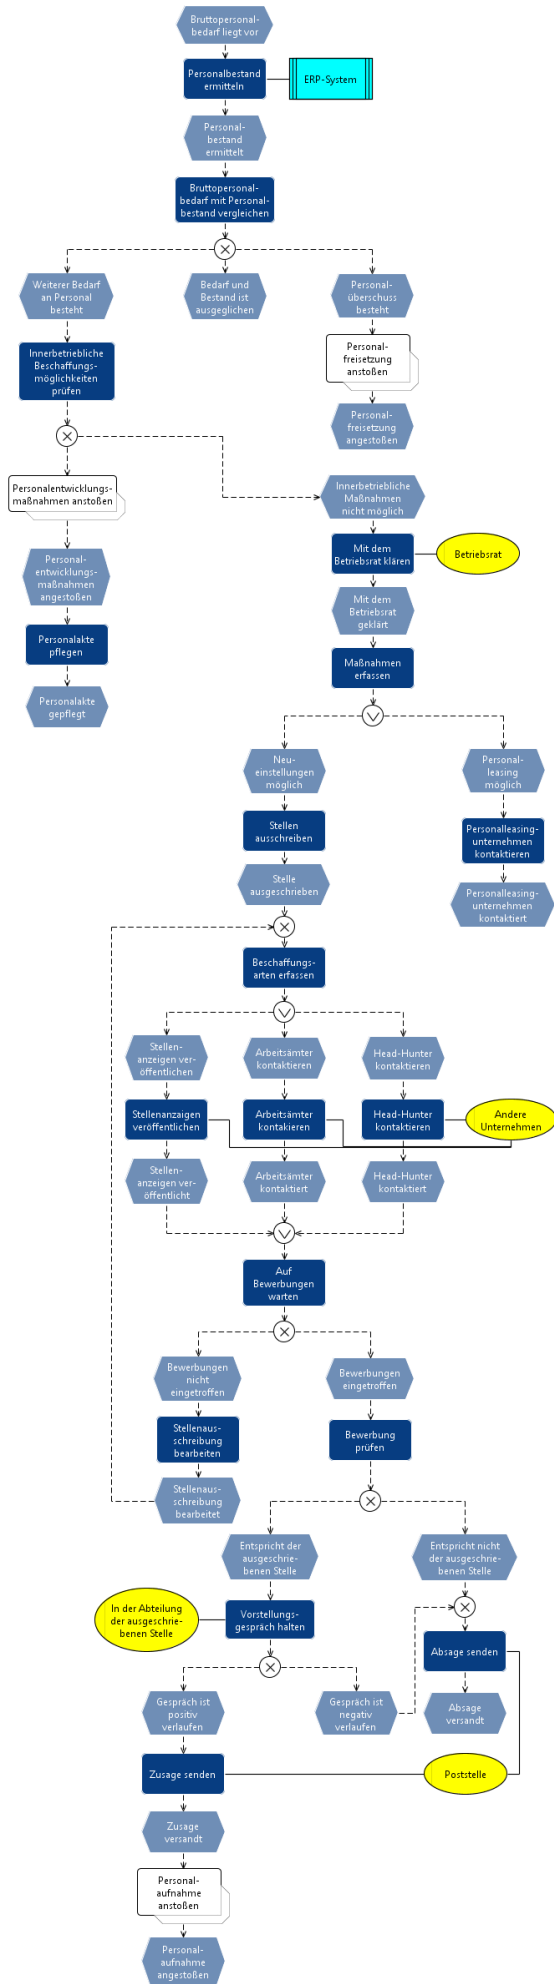 Bruttopersonal-
bedarf liegt vor
Personalbestand
ermitteln
ERP-System
Personal-
bestand
ermittelt
Bruttopersonal-
bedarf mit Personal-
bestand vergleichen
Weiterer Bedarf
an Personal
besteht
Bedarf und
Bestand ist
ausgeglichen
Personal-
überschuss
besteht
Innerbetriebliche
Beschaffungs-
möglichkeiten
prüfen
Personal-
freisetzung
anstoßen
Personal-
freisetzung
angestoßen
Personalentwicklungs-
maßnahmen anstoßen
Innerbetriebliche
Maßnahmen
nicht möglich
Personal-
entwicklungs-
maßnahmen
angestoßen
Mit dem
Betriebsrat klären
Betriebsrat
Mit dem
Betriebsrat
geklärt
Personalakte
pflegen
Maßnahmen
erfassen
Personalakte
gepflegt
Neu-
einstellungen
möglich
Personal-
leasing
möglich
Stellen
ausschreiben
Personalleasing-
unternehmen
kontaktieren
Stelle
ausgeschrieben
Personalleasing-
unternehmen
kontaktiert
Beschaffungs-
arten erfassen
Stellen-
anzeigen ver-
öffentlichen
Arbeitsämter
kontaktieren
Head-Hunter
kontaktieren
Stellenanzeigen
veröffentlichen
Arbeitsämter
kontakieren
Head-Hunter
kontaktieren
Andere
Unternehmen
Stellen-
anzeigen ver-
öffentlicht
Arbeitsämter
kontaktiert
Head-Hunter
kontaktiert
Auf
Bewerbungen
warten
Bewerbungen
nicht
eingetroffen
Bewerbungen
eingetroffen
Stellenaus-
schreibung
bearbeiten
Bewerbung
prüfen
Stellenaus-
schreibung
bearbeitet
Entspricht der
ausgeschrie-
benen Stelle
Entspricht nicht
der ausgeschrie-
benen Stelle
In der Abteilung
der ausgeschrie-
benen Stelle
Vorstellungs-
gespräch halten
Absage senden
Gespräch ist
positiv
verlaufen
Gespräch ist
negativ
verlaufen
Absage
versandt
Zusage senden
Poststelle
Zusage
versandt
Personal-
aufnahme
anstoßen
Personal-
aufnahme
angestoßen